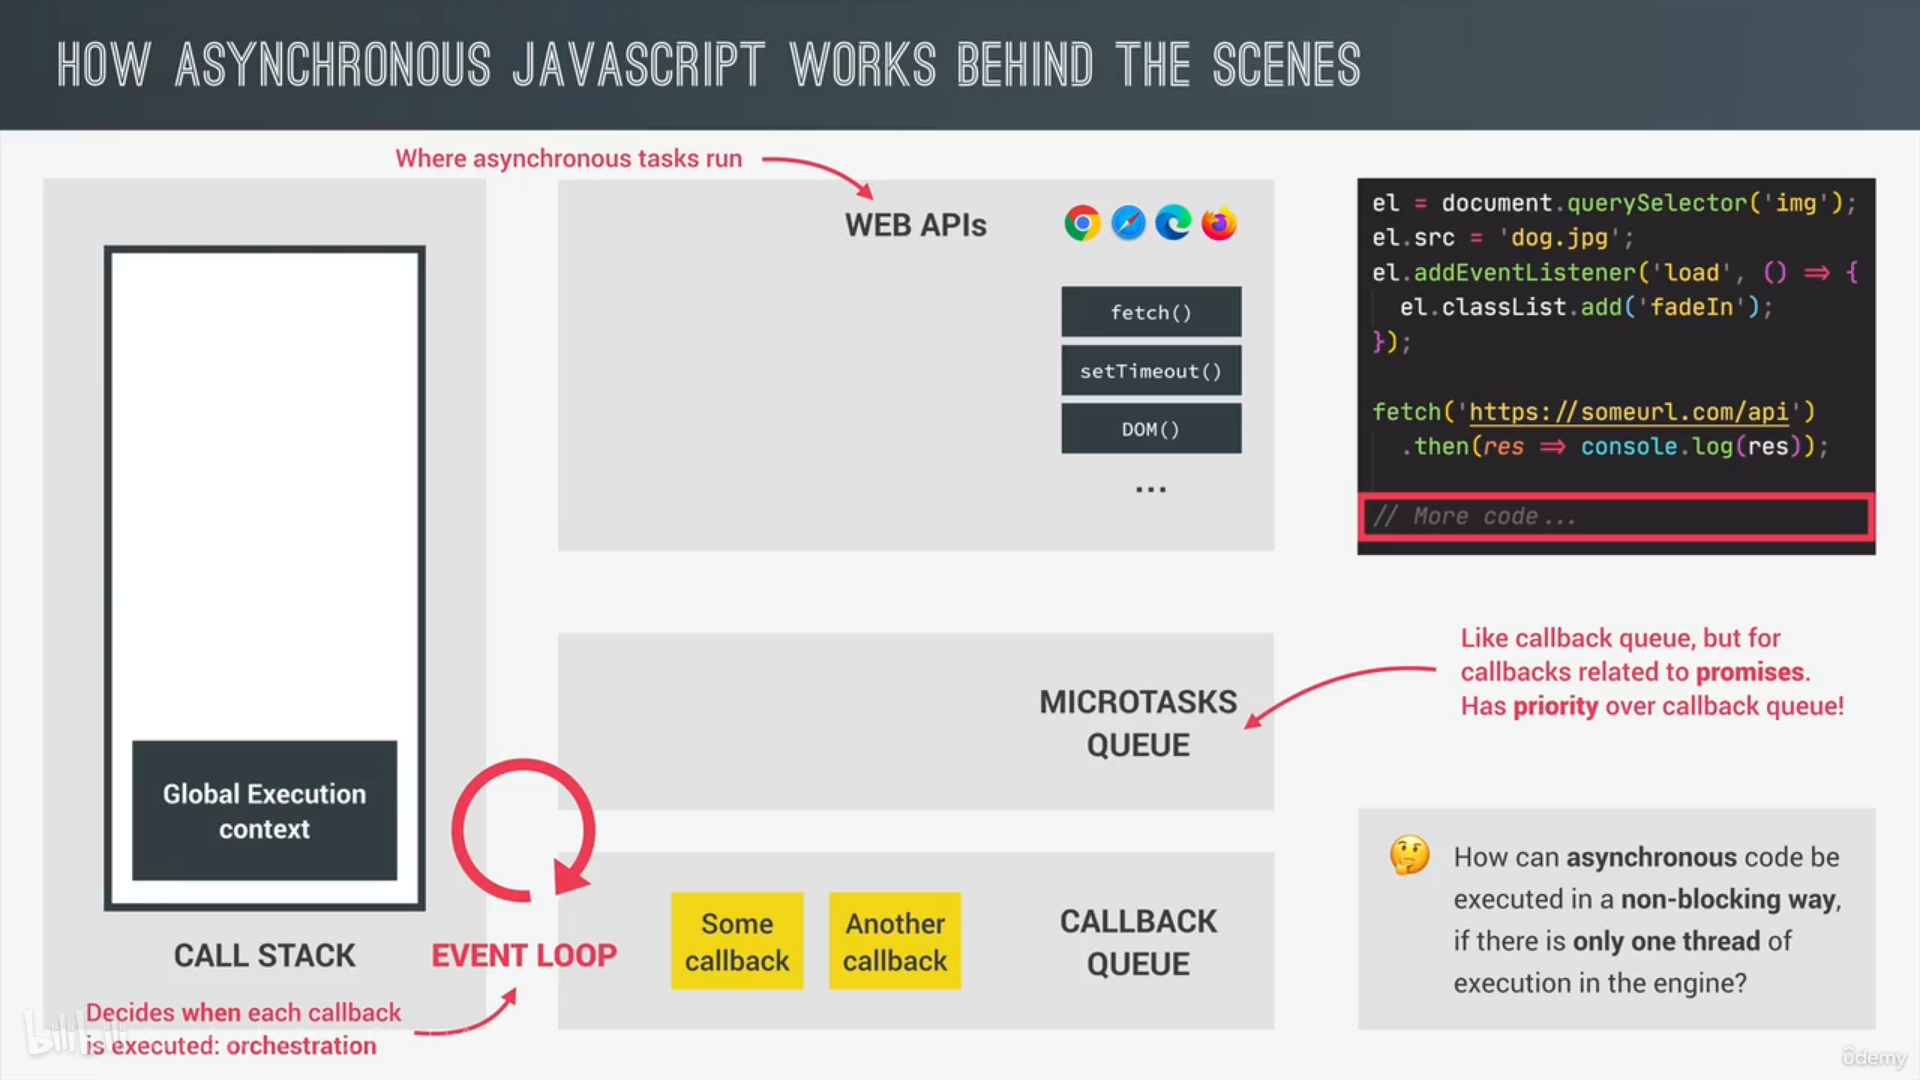 HOW ASYNCHRONOUS JAVASCRIPT WORKS BEHIND THE SCENES
Where asynchronous tasks run
WEB APIs
fetch()
setTimeout()
DOM()
...
el = document.querySelector('img');
el.src = 'dog.jpg';
el.addEventListener('load', () => {
el.classList.add('fadeIn');
});
fetch('https://someurl.com/api')
.then(res => console.log(res));
// More code...
Global Execution
context
CALL STACK
EVENT LOOP
Decides when each callback
is executed: orchestration
MICROTASKS
QUEUE
Like callback queue, but for
callbacks related to promises.
Has priority over callback queue!
Some
callback
Another
callback
CALLBACK
QUEUE
How can asynchronous code be
executed in a non-blocking way,
if there is only one thread of
execution in the engine?
bilibili
ûdemy